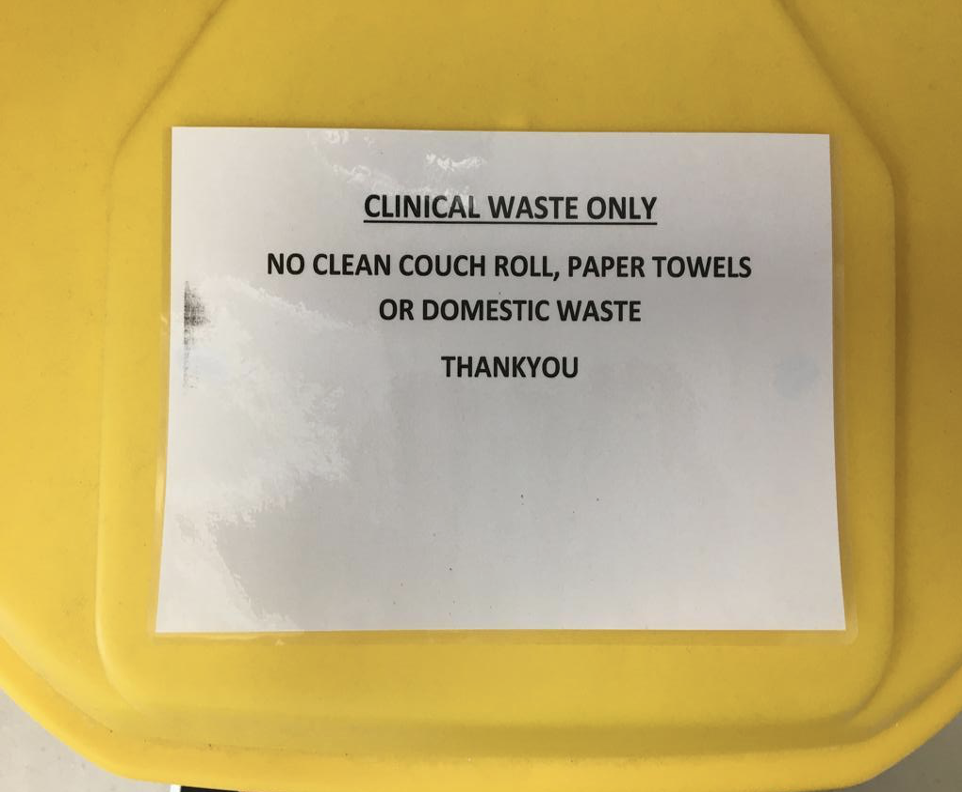 CLINICAL WASTE ONLY
NO CLEAN COUCH ROLL, PAPER TOWELS
OR DOMESTIC WASTE
THANKYOU